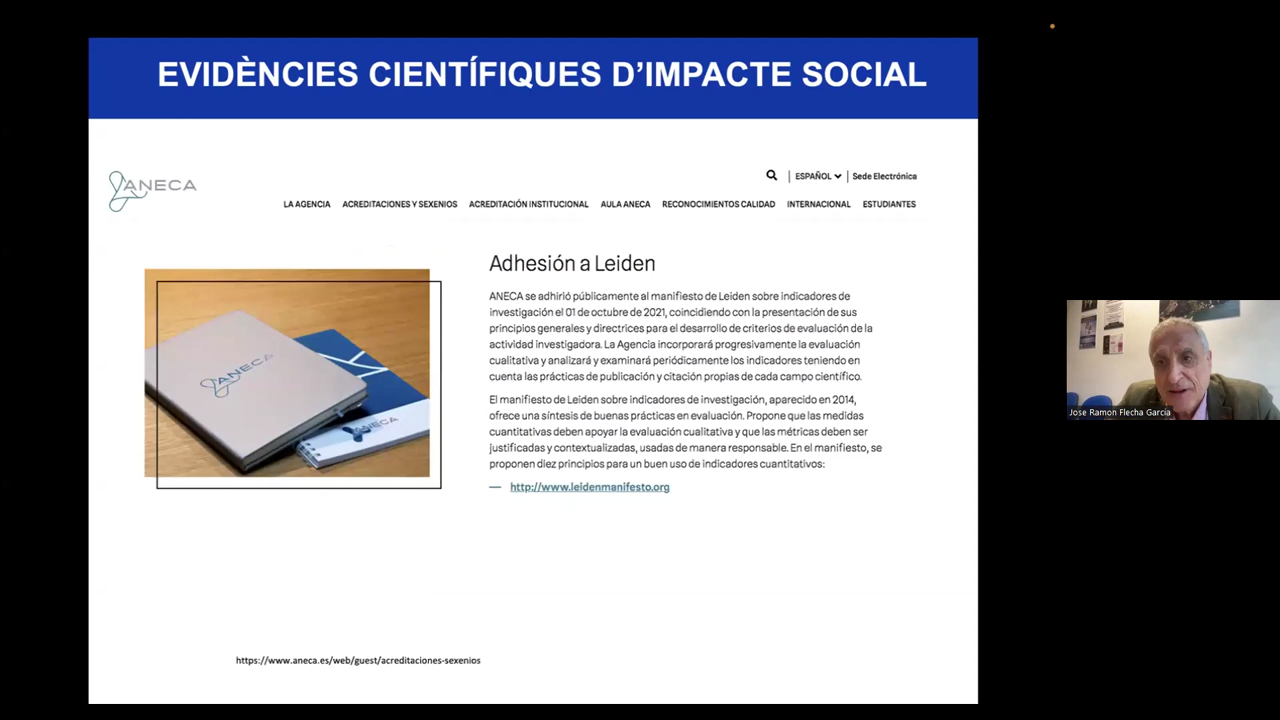 EVIDÈNCIES CIENTÍFIQUES D'IMPACTE SOCIAL
ANECA
ESPAÑOL
Sede Electrónica
LA AGENCIA
ACREDITACIONES Y SEXENIOS
ACREDITACIÓN INSTITUCIONAL
AULA ANECA
RECONOCIMIENTOS CALIDAD
INTERNACIONAL
ESTUDIANTES
ANECA
ANECA
Adhesión a Leiden
ANECA se adhirió públicamente al manifiesto de Leiden sobre indicadores de
investigación el 01 de octubre de 2021, coincidiendo con la presentación de sus
principios generales y directrices para el desarrollo de criterios de evaluación de la
actividad investigadora. La Agencia incorporará progresivamente la evaluación
cualitativa y analizará y examinará periódicamente los indicadores teniendo en
cuenta las prácticas de publicación y citación propias de cada campo científico.
El manifiesto de Leiden sobre indicadores de investigación, aparecido en 2014,
ofrece una síntesis de buenas prácticas en evaluación. Propone que las medidas
cuantitativas deben apoyar la evaluación cualitativa y que las métricas deben ser
justificadas y contextualizadas, usadas de manera responsable. En el manifiesto, se
proponen diez principios para un buen uso de indicadores cuantitativos:
— http://www.leidenmanifesto.org
https://www.aneca.es/web/guest/acreditaciones-sexenios
Jose Ramon Flecha Garcia